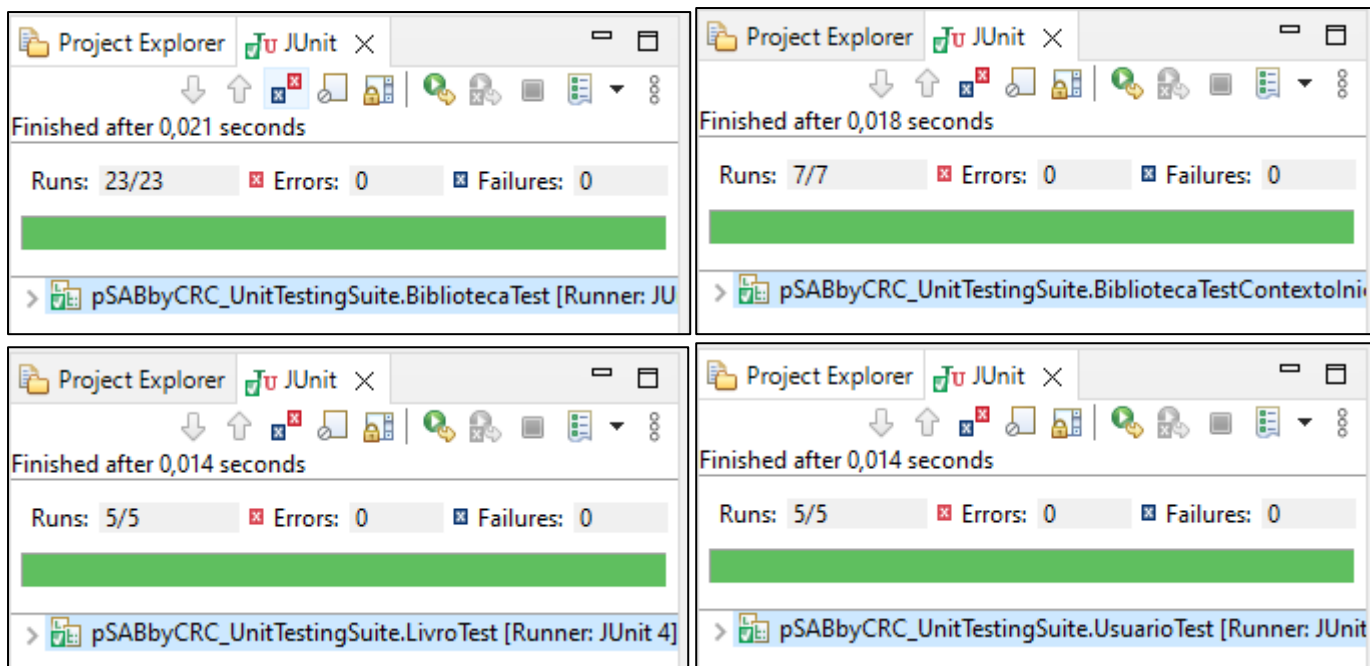 Project Explorer JUnit
Finished after 0,021 seconds
Runs: 23/23 Errors: 0 Failures: 0
pSABbyCRC_UnitTestingSuite.BibliotecaTest [Runner: JU
Project Explorer JUnit
Finished after 0,018 seconds
Runs: 7/7 Errors: 0 Failures: 0
pSABbyCRC_UnitTestingSuite.BibliotecaTestContextoInic
Project Explorer JUnit
Finished after 0,014 seconds
Runs: 5/5 Errors: 0 Failures: 0
pSABbyCRC_UnitTestingSuite.LivroTest [Runner: JUnit 4]
Project Explorer JUnit
Finished after 0,014 seconds
Runs: 5/5 Errors: 0 Failures: 0
pSABbyCRC_UnitTestingSuite.UsuarioTest [Runner: JUnit